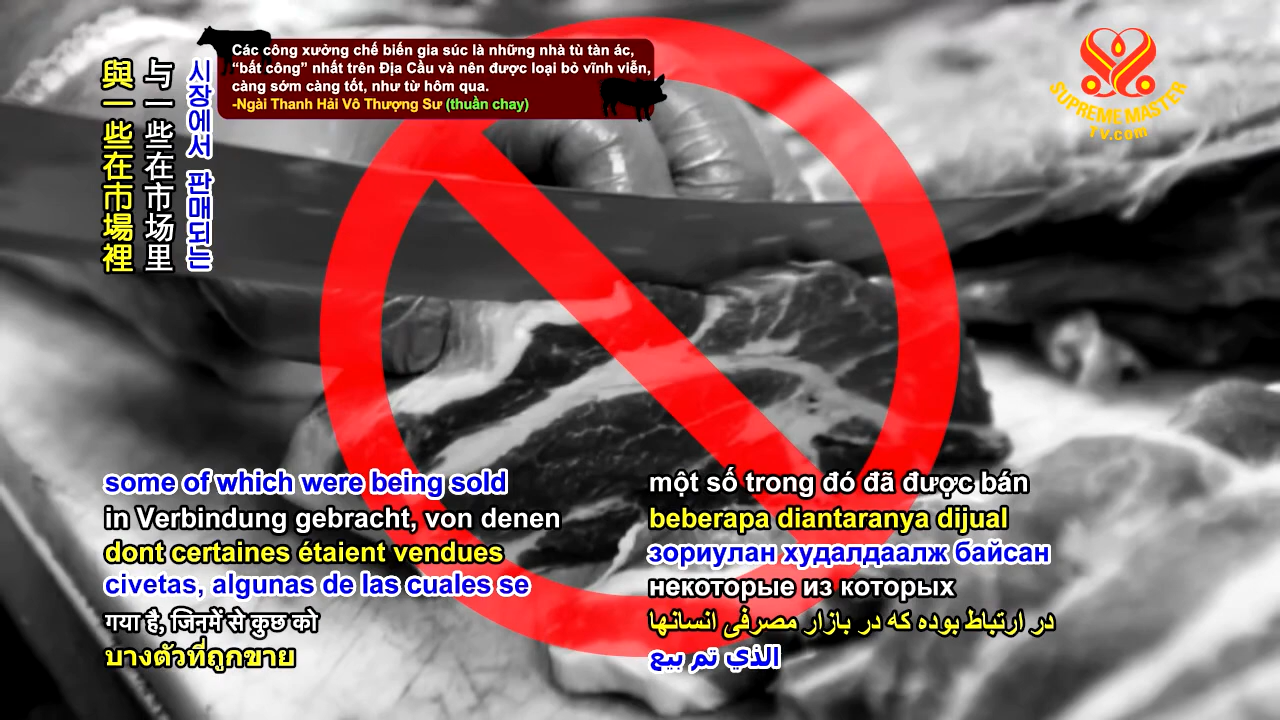 Các công xưởng chế biến gia súc là những nhà tù tàn ác,
“bất công” nhất trên Địa Cầu và nên được loại bỏ vĩnh viễn,
càng sớm càng tốt, như từ hôm qua.
-Ngài Thanh Hải Vô Thượng Sư (thuần chay)
SUPREME MASTER
TV.com
與一些在市場裡
与一些在市场里
시장에서 판매되는
some of which were being sold
in Verbindung gebracht, von denen
dont certaines étaient vendues
civetas, algunas de las cuales se
गया है, जिनमें से कुछ को
บางตัวที่ถูกขาย
một số trong đó đã được bán
beberapa diantaranya dijual
зориулан худалдаалж байсан
некоторые из которых
در ارتباط بوده که در بازار مصرفی انسانها
الذي تم بيع